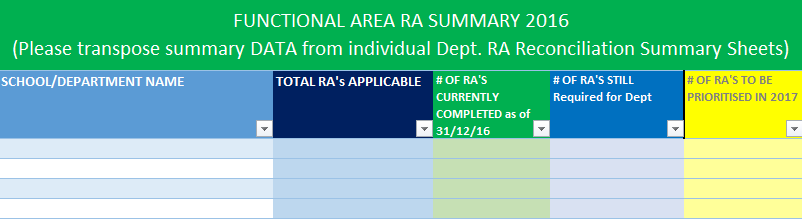 FUNCTIONAL AREA RA SUMMARY 2016
(Please transpose summary DATA from individual Dept. RA Reconciliation Summary Sheets)
SCHOOL/DEPARTMENT NAME
TOTAL RA's APPLICABLE
# OF RA'S
CURRENTLY
COMPLETED as of
31/12/16
# OF RA'S STILL
Required for Dept
# OF RA'S TO BE
PRIORITISED IN 2017